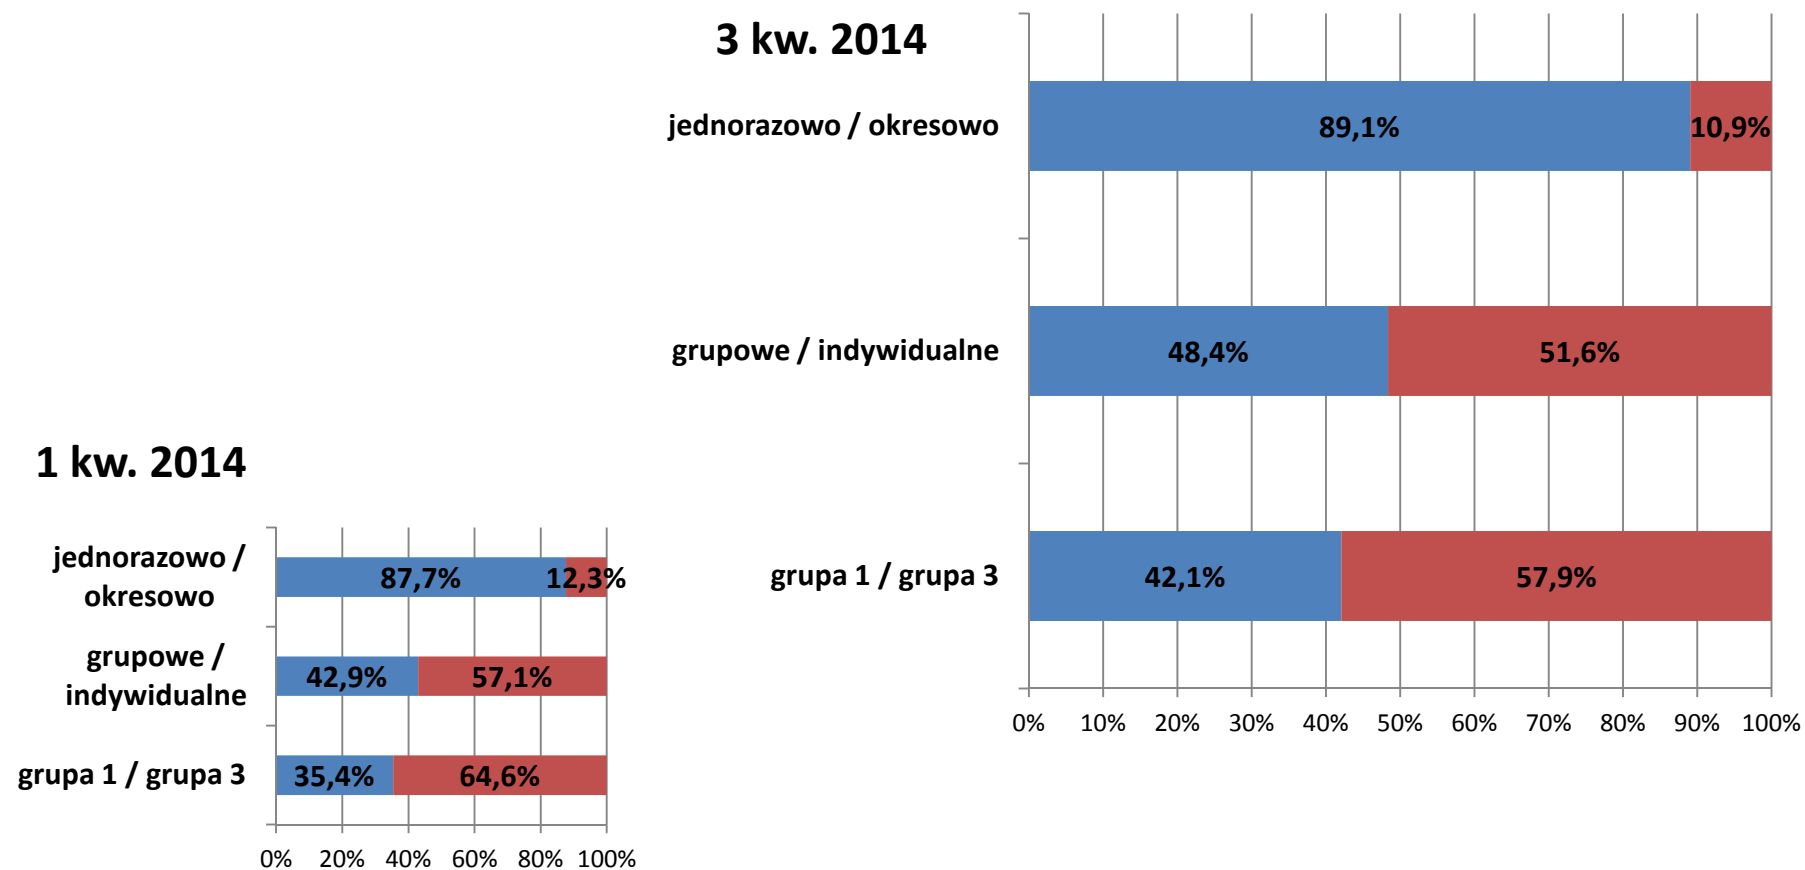 3 kw. 2014
jednorazowo / okresowo
89,1%
10,9%
grupowe / indywidualne
48,4%
51,6%
grupa 1 / grupa 3
42,1%
57,9%
0% 10% 20% 30% 40% 50% 60% 70% 80% 90% 100%
1 kw. 2014
jednorazowo /
okresowo
87,7%
12,3%
grupowe /
indywidualne
42,9%
57,1%
grupa 1 / grupa 3
35,4%
64,6%
0% 20% 40% 60% 80% 100%